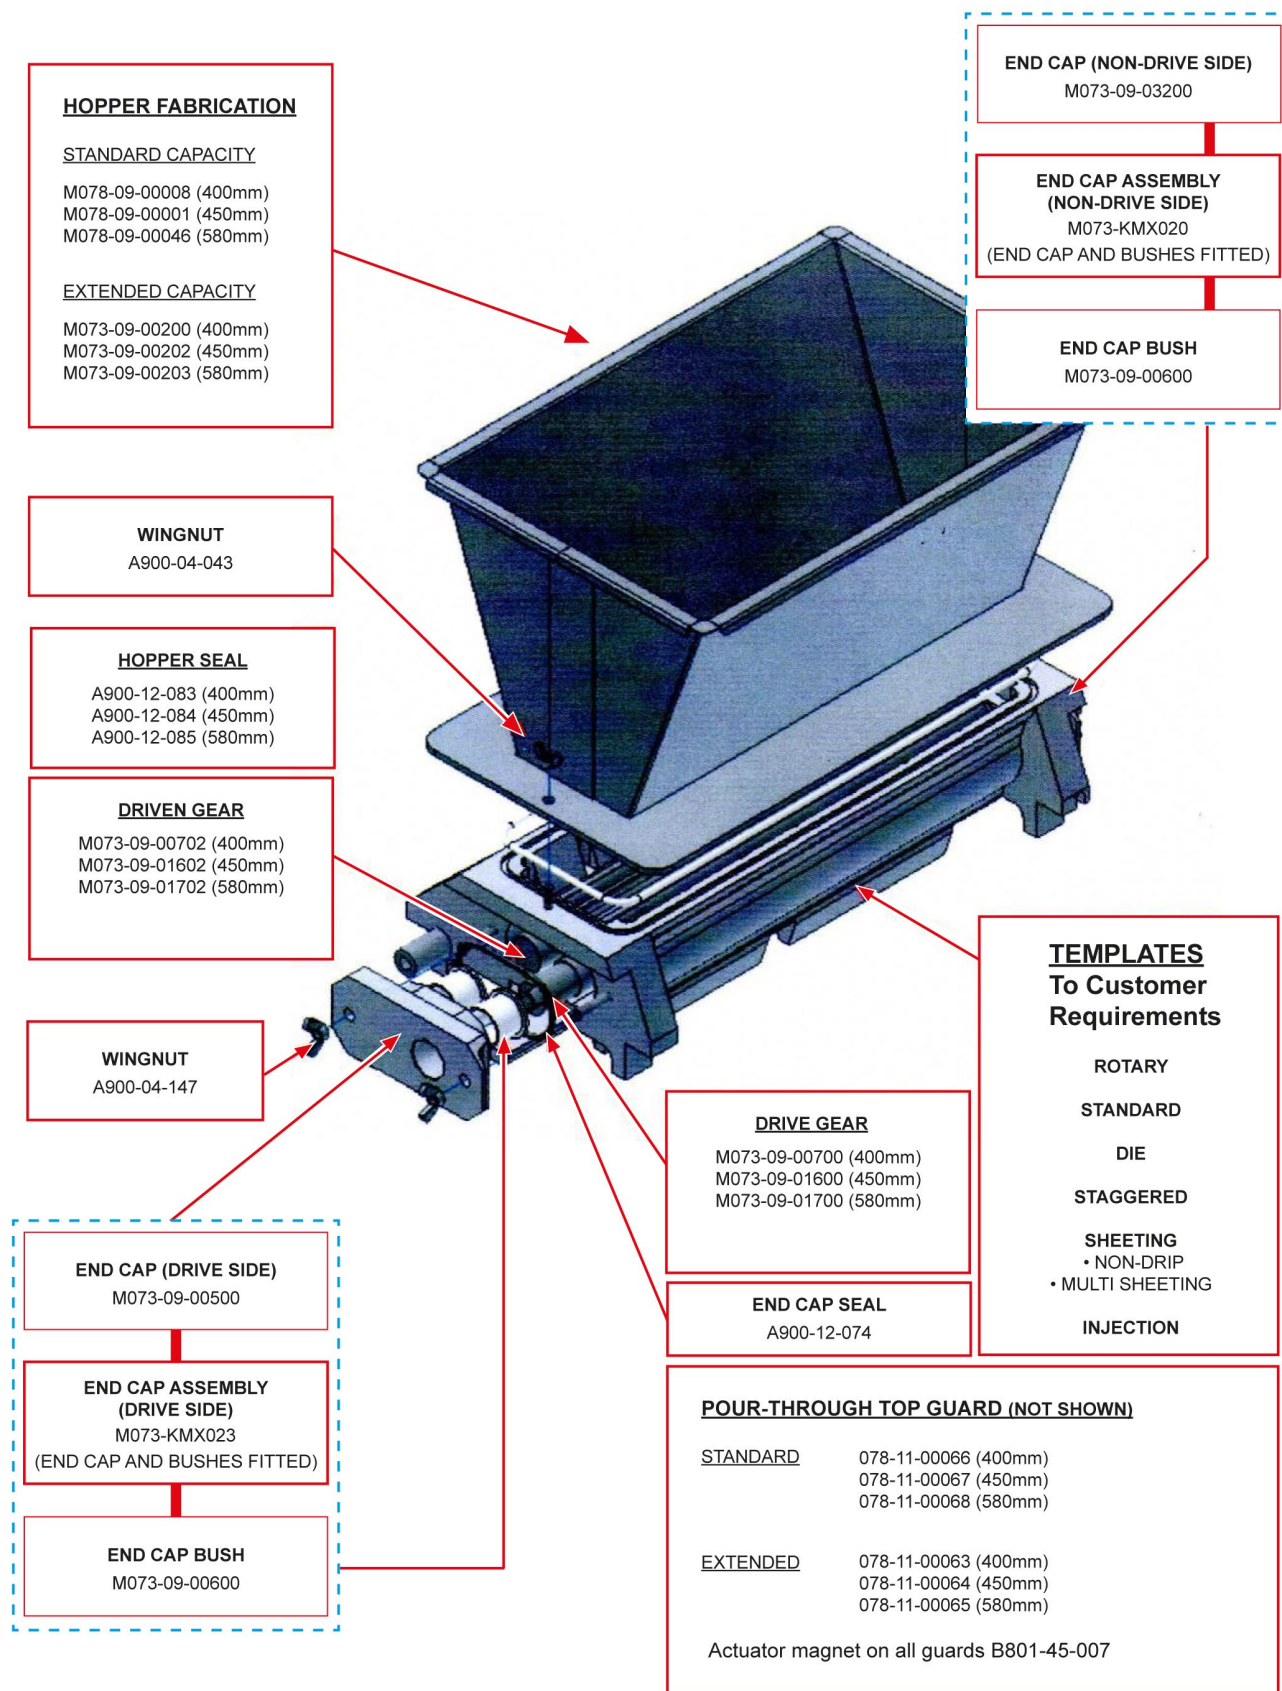 HOPPER FABRICATION
STANDARD CAPACITY
M078-09-00008 (400mm)
M078-09-00001 (450mm)
M078-09-00046 (580mm)
EXTENDED CAPACITY
M073-09-00200 (400mm)
M073-09-00202 (450mm)
M073-09-00203 (580mm)
END CAP (NON-DRIVE SIDE)
M073-09-03200
END CAP ASSEMBLY
(NON-DRIVE SIDE)
M073-KMX020
(END CAP AND BUSHES FITTED)
END CAP BUSH
M073-09-00600
WINGNUT
A900-04-043
HOPPER SEAL
A900-12-083 (400mm)
A900-12-084 (450mm)
A900-12-085 (580mm)
DRIVEN GEAR
M073-09-00702 (400mm)
M073-09-01602 (450mm)
M073-09-01702 (580mm)
WINGNUT
A900-04-147
TEMPLATES
To Customer
Requirements
ROTARY
STANDARD
DIE
STAGGERED
SHEETING
• NON-DRIP
• MULTI SHEETING
INJECTION
DRIVE GEAR
M073-09-00700 (400mm)
M073-09-01600 (450mm)
M073-09-01700 (580mm)
END CAP SEAL
A900-12-074
END CAP (DRIVE SIDE)
M073-09-00500
END CAP ASSEMBLY
(DRIVE SIDE)
M073-KMX023
(END CAP AND BUSHES FITTED)
END CAP BUSH
M073-09-00600
POUR-THROUGH TOP GUARD (NOT SHOWN)
STANDARD 078-11-00066 (400mm)
078-11-00067 (450mm)
078-11-00068 (580mm)
EXTENDED 078-11-00063 (400mm)
078-11-00064 (450mm)
078-11-00065 (580mm)
Actuator magnet on all guards B801-45-007